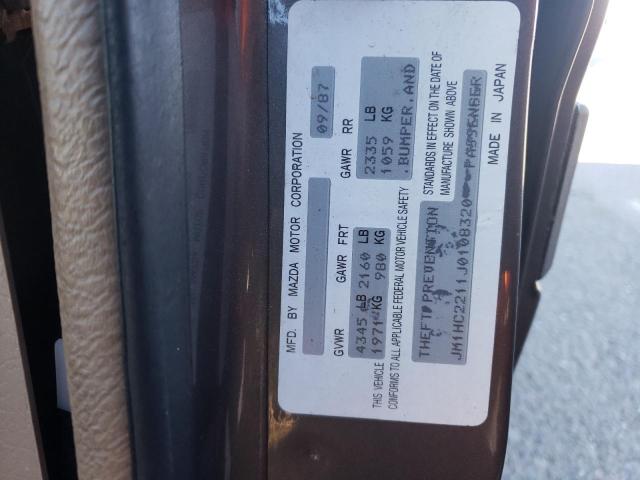 MFD. BY MAZDA MOTOR CORPORATION
09/87
GVWR GAWR FRT GAWR RR
4345 LB 2160 LB 2335 LB
1971 KG 980 KG 1059 KG
THIS VEHICLE CONFORMS TO ALL APPLICABLE FEDERAL MOTOR VEHICLE SAFETY .BUMPER.AND
THEFT PREVENTION STANDARDS IN EFFECT ON THE DATE OF MANUFACTURE SHOWN ABOVE
JM1HC2211J0108320 PASSENGER
MADE IN JAPAN